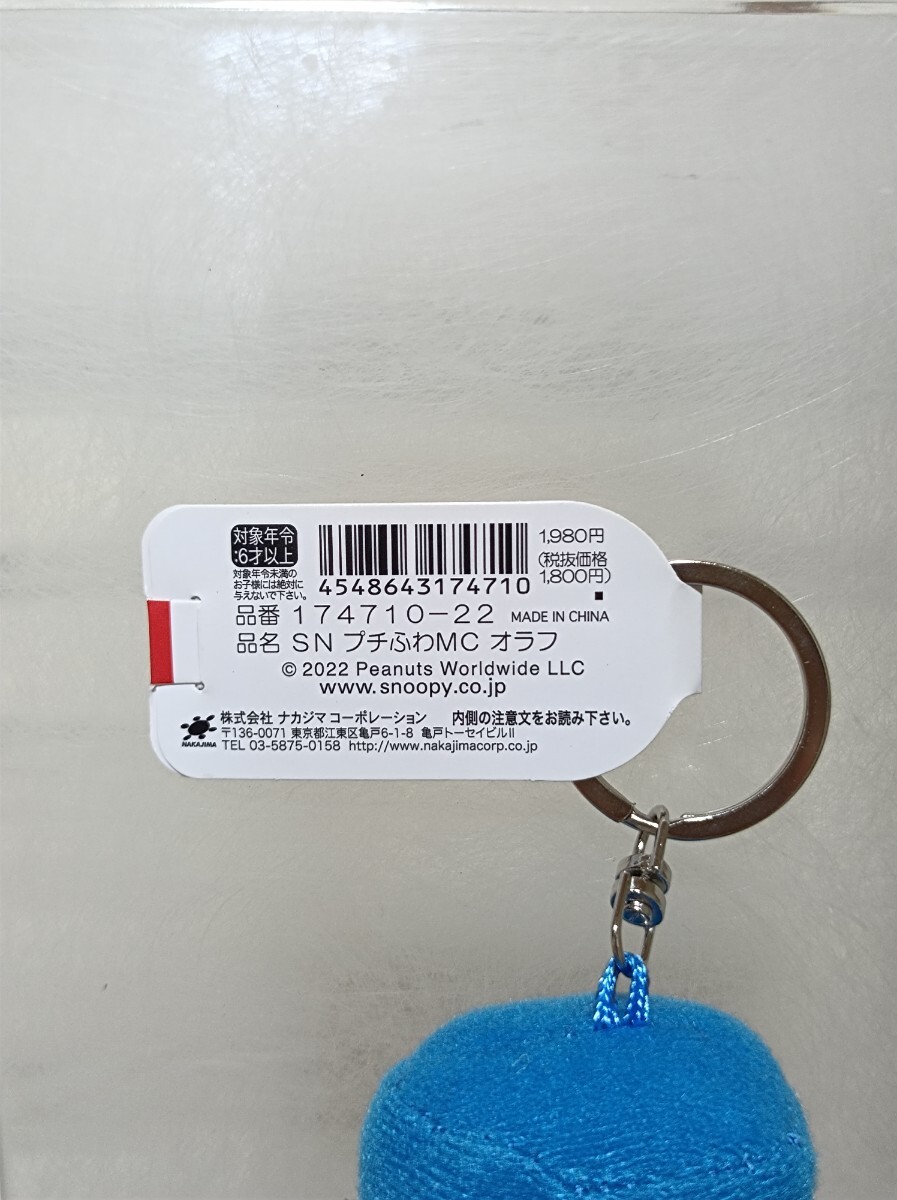 対象年令
:6才以上
対象年令未満の
お子様には絶対に
与えないで下さい。
4548643174710
1,980円
(税抜価格
1,800円)
品番 174710-22 MADE IN CHINA
品名 SN プチふわMC オラフ
© 2022 Peanuts Worldwide LLC
www.snoopy.co.jp
NAKAJIMA
株式会社 ナカジマコーポレーション 内側の注意文をお読み下さい。
〒136-0071 東京都江東区亀戸6-1-8 亀戸トーセイビルⅡ
TEL 03-5875-0158 http://www.nakajimacorp.co.jp